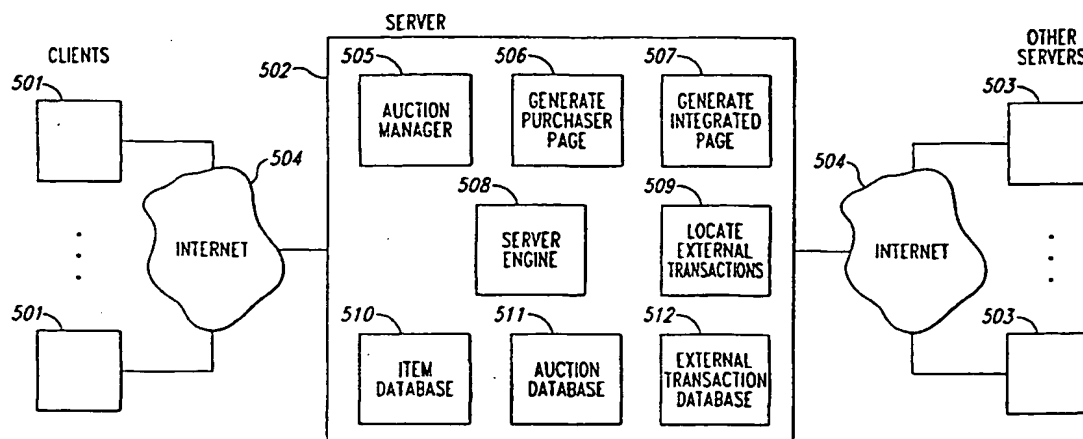 SERVER
CLIENTS
OTHER
SERVERS
501
502
505
506
507
503
AUCTION
MANAGER
GENERATE
PURCHASER
PAGE
GENERATE
INTEGRATED
PAGE
504
504
508
509
INTERNET
SERVER
ENGINE
LOCATE
EXTERNAL
TRANSACTIONS
INTERNET
501
510
511
512
503
ITEM
DATABASE
AUCTION
DATABASE
EXTERNAL
TRANSACTION
DATABASE